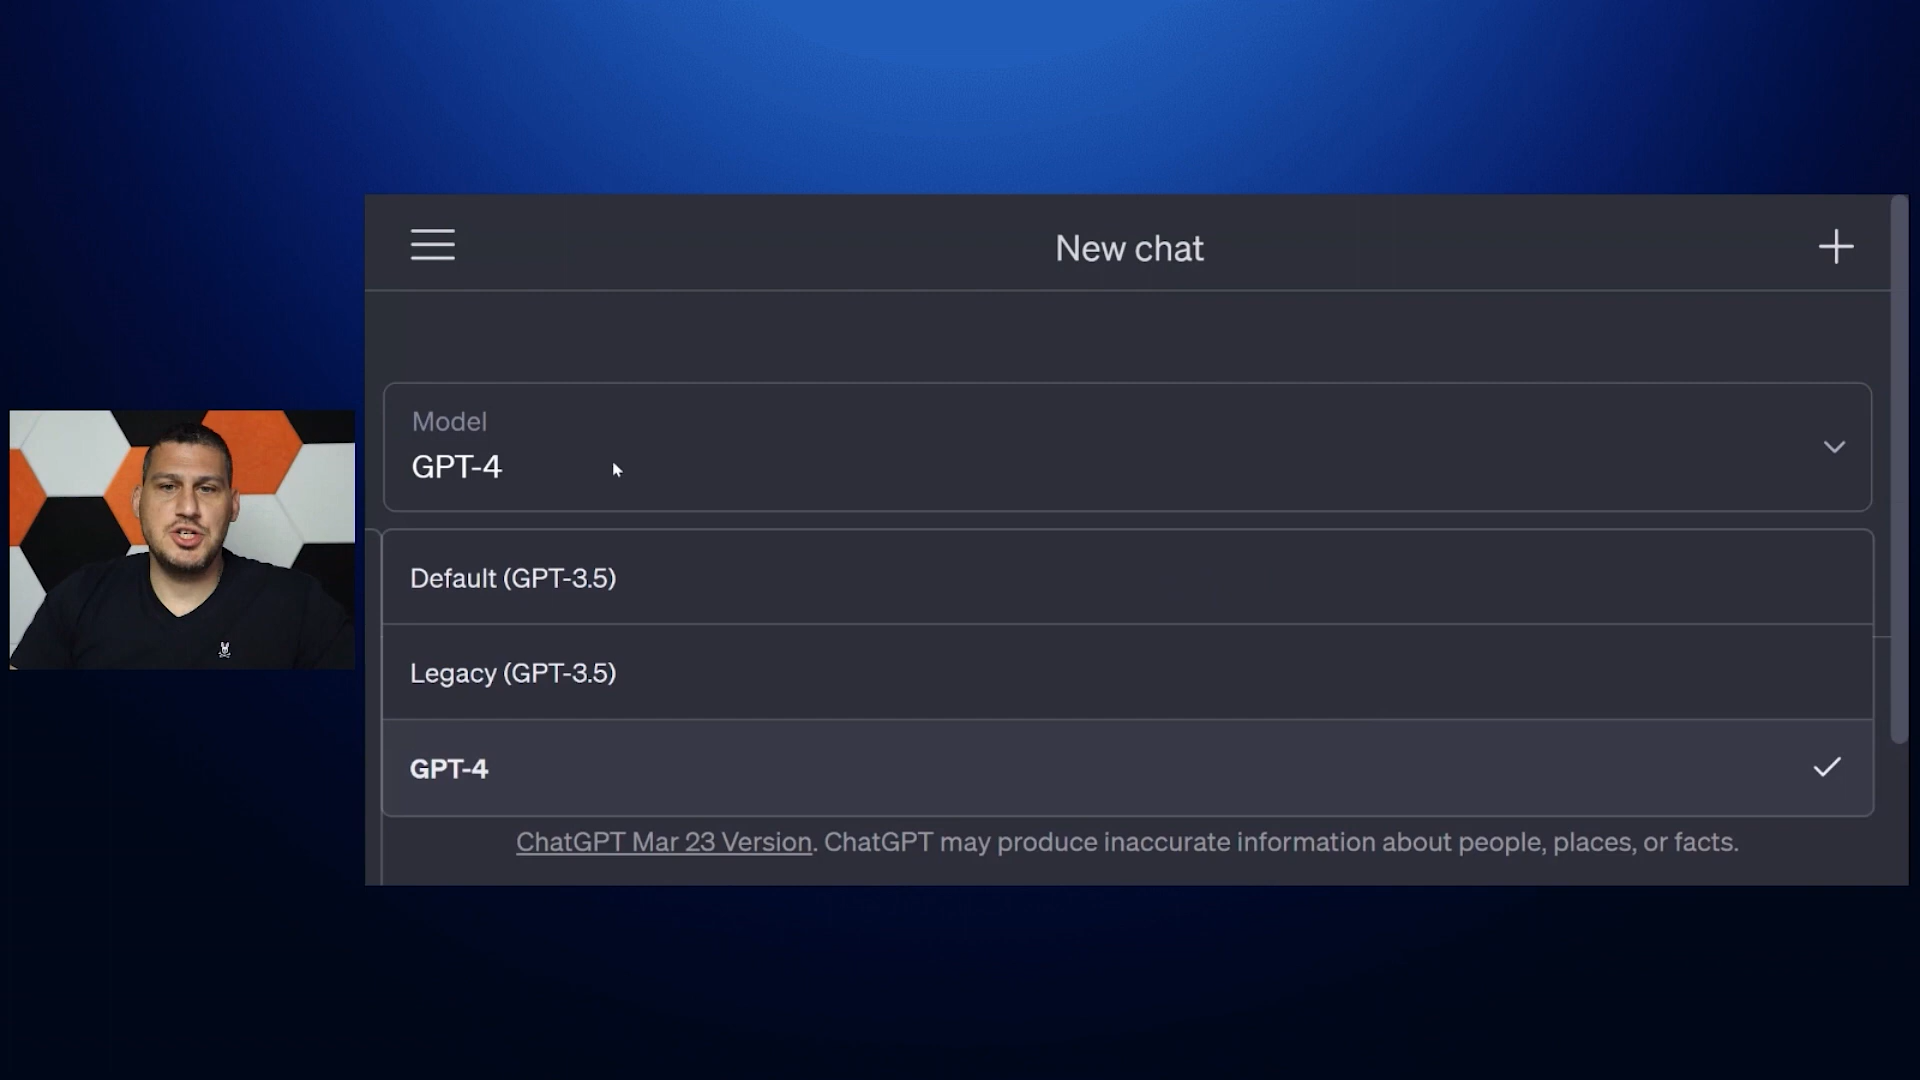 New chat
Model
GPT-4
Default (GPT-3.5)
Legacy (GPT-3.5)
GPT-4
ChatGPT Mar 23 Version. ChatGPT may produce inaccurate information about people, places, or facts.